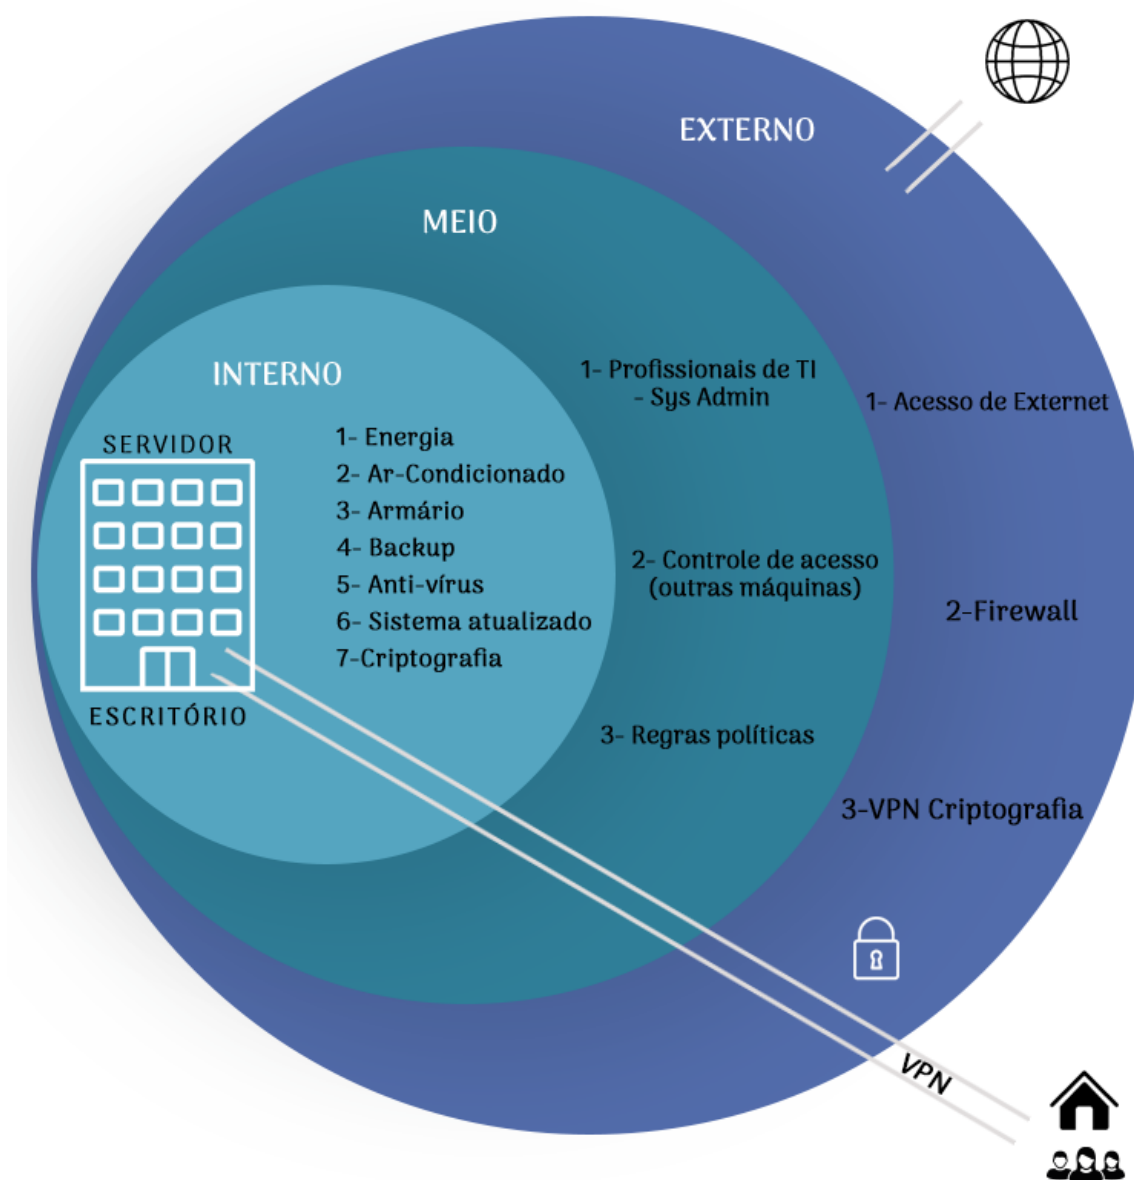 EXTERNO
MEIO
INTERNO
SERVIDOR
ESCRITÓRIO
1- Energia
2- Ar-Condicionado
3- Armário
4- Backup
5- Anti-vírus
6- Sistema atualizado
7-Criptografia
1- Profissionais de TI
- Sys Admin
2- Controle de acesso
(outras máquinas)
3- Regras políticas
1- Acesso de Externet
2-Firewall
3-VPN Criptografia
VPN